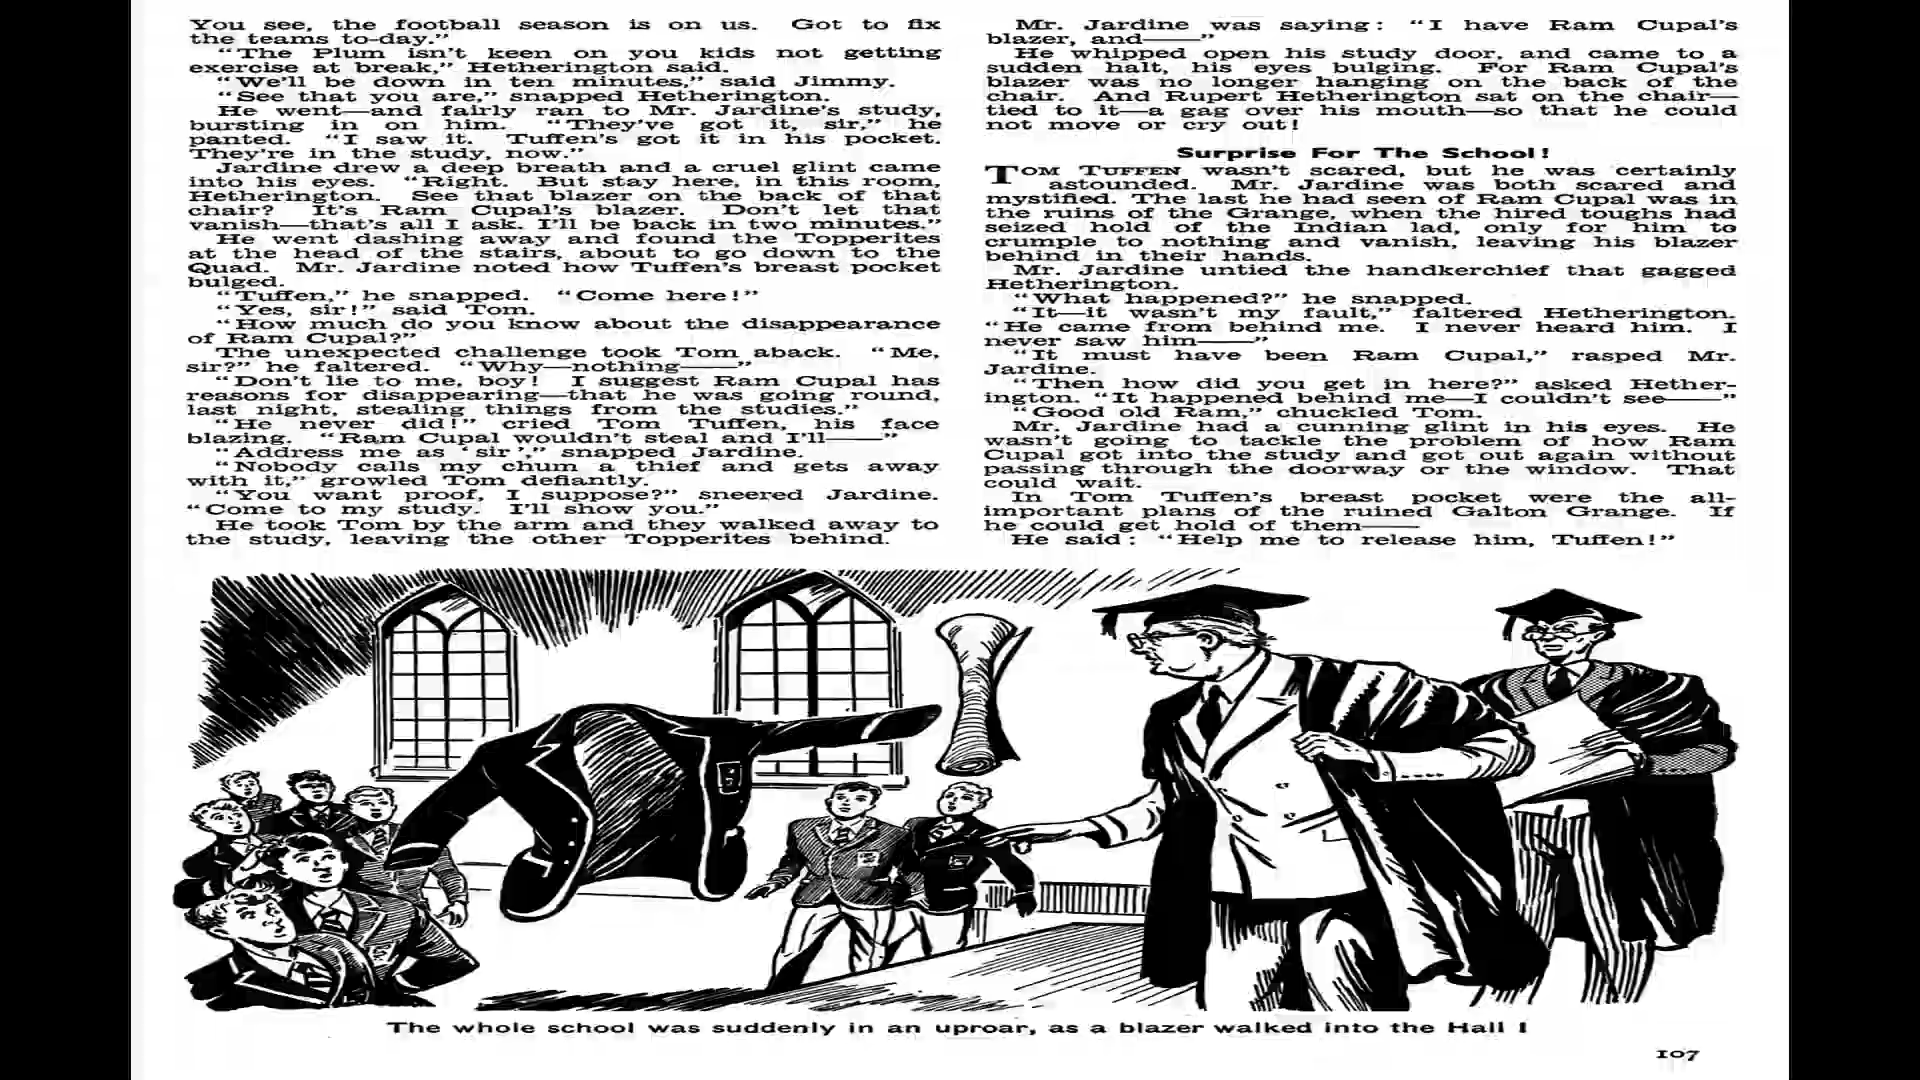 You see, the football season is on us. Got to fix
the teams to-day.”
“The Plum isn’t keen on you kids not getting
exercise at break,” Hetherington said.
“We’ll be down in ten minutes,” said Jimmy.
“See that you are,” snapped Hetherington.
He went—and fairly ran to Mr. Jardine’s study,
bursting in on him. “They’ve got it, sir,” he
panted. “I saw it. Tuffen’s got it in his pocket.
They’re in the study, now.”
Jardine drew a deep breath and a cruel glint came
into his eyes. “Right. But stay here, in this room,
Hetherington. See that blazer on the back of that
chair? It’s Ram Cupal’s blazer. Don’t let that
vanish—that’s all I ask. I’ll be back in two minutes.”
He went dashing away and found the Topperites
at the head of the stairs, about to go down to the
Quad. Mr. Jardine noted how Tuffen’s breast pocket
bulged.
“Tuffen,” he snapped. “Come here!”
“Yes, sir!” said Tom.
“How much do you know about the disappearance
of Ram Cupal?”
The unexpected challenge took Tom aback. “Me,
sir?” he faltered. “Why—nothing——”
“Don’t lie to me, boy! I suggest Ram Cupal has
reasons for disappearing—that he was going round,
last night, stealing things from the studies.”
“He never did!” cried Tom Tuffen, his face
blazing. “Ram Cupal wouldn’t steal and I’ll——”
“Address me as ‘sir’,” snapped Jardine.
“Nobody calls my chum a thief and gets away
with it,” growled Tom defiantly.
“You want proof, I suppose?” sneered Jardine.
“Come to my study. I’ll show you.”
He took Tom by the arm and they walked away to
the study, leaving the other Topperites behind.
Mr. Jardine was saying: “I have Ram Cupal’s
blazer, and——”
He whipped open his study door, and came to a
sudden halt, his eyes bulging. For Ram Cupal’s
blazer was no longer hanging on the back of the
chair. And Rupert Hetherington sat on the chair—
tied to it—a gag over his mouth—so that he could
not move or cry out!
Surprise For The School!
TOM TUFFEN wasn’t scared, but he was certainly
astounded. Mr. Jardine was both scared and
mystified. The last he had seen of Ram Cupal was in
the ruins of the Grange, when the hired toughs had
seized hold of the Indian lad, only for him to
crumple to nothing and vanish, leaving his blazer
behind in their hands.
Mr. Jardine untied the handkerchief that gagged
Hetherington.
“What happened?” he snapped.
“It—it wasn’t my fault,” faltered Hetherington.
“He came from behind me. I never heard him. I
never saw him——”
“It must have been Ram Cupal,” rasped Mr.
Jardine.
“Then how did you get in here?” asked Hether-
ington. “It happened behind me—I couldn’t see——”
“Good old Ram,” chuckled Tom.
Mr. Jardine had a cunning glint in his eyes. He
wasn’t going to tackle the problem of how Ram
Cupal got into the study and got out again without
passing through the doorway or the window. That
could wait.
In Tom Tuffen’s breast pocket were the all-
important plans of the ruined Galton Grange. If
he could get hold of them——
He said: “Help me to release him, Tuffen!”
The whole school was suddenly in an uproar, as a blazer walked into the Hall!
107